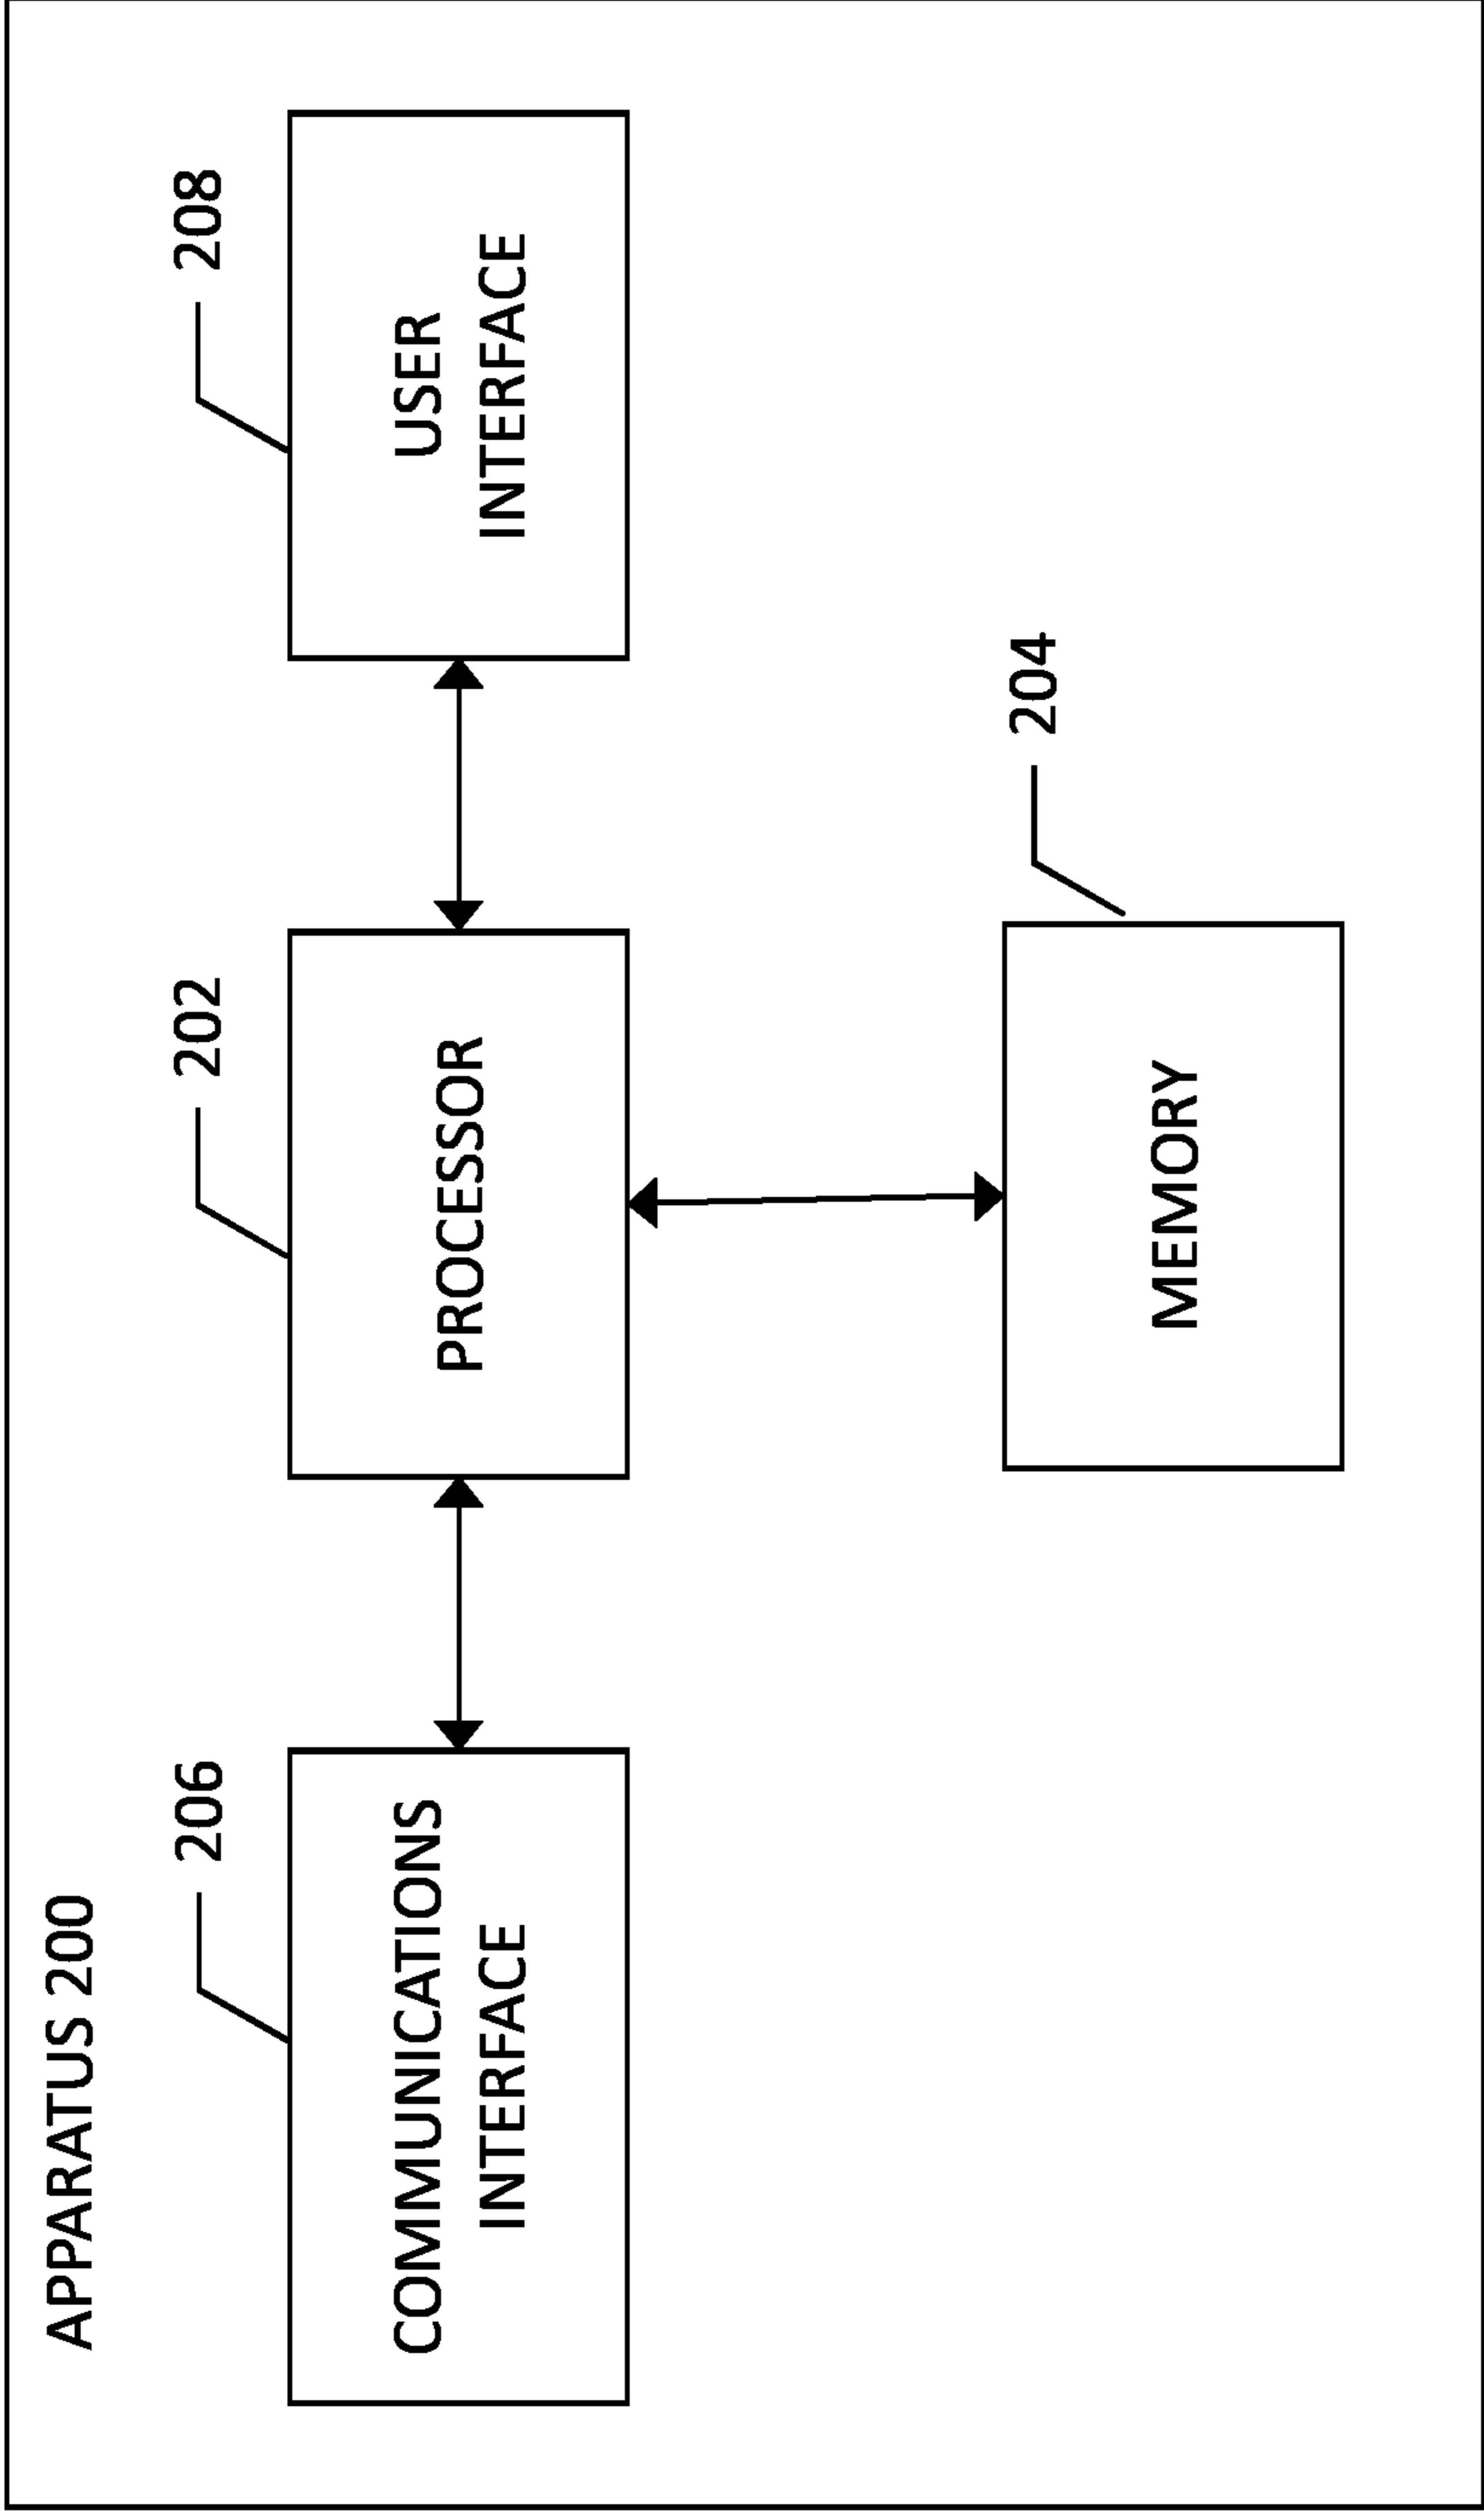 APPARATUS 200
206
COMMUNICATIONS
INTERFACE
202
PROCESSOR
208
USER
INTERFACE
204
MEMORY